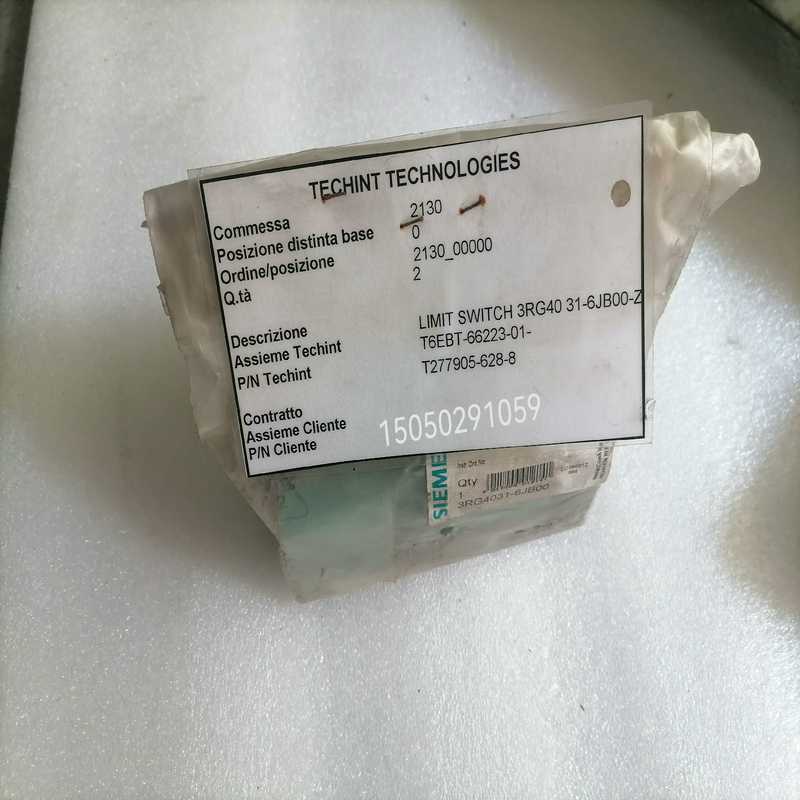 TECHINT TECHNOLOGIES
Commessa 2130
Posizione distinta base 0
Ordine/posizione 2130_00000
Q.tà 2
Descrizione LIMIT SWITCH 3RG40 31-6JB00-Z
Assieme Techint T6EBT-66223-01-
P/N Techint T277905-628-8
Contratto
Assieme Cliente
P/N Cliente
15050291059
SIEME
Qty
1
3RG4031-6JB00